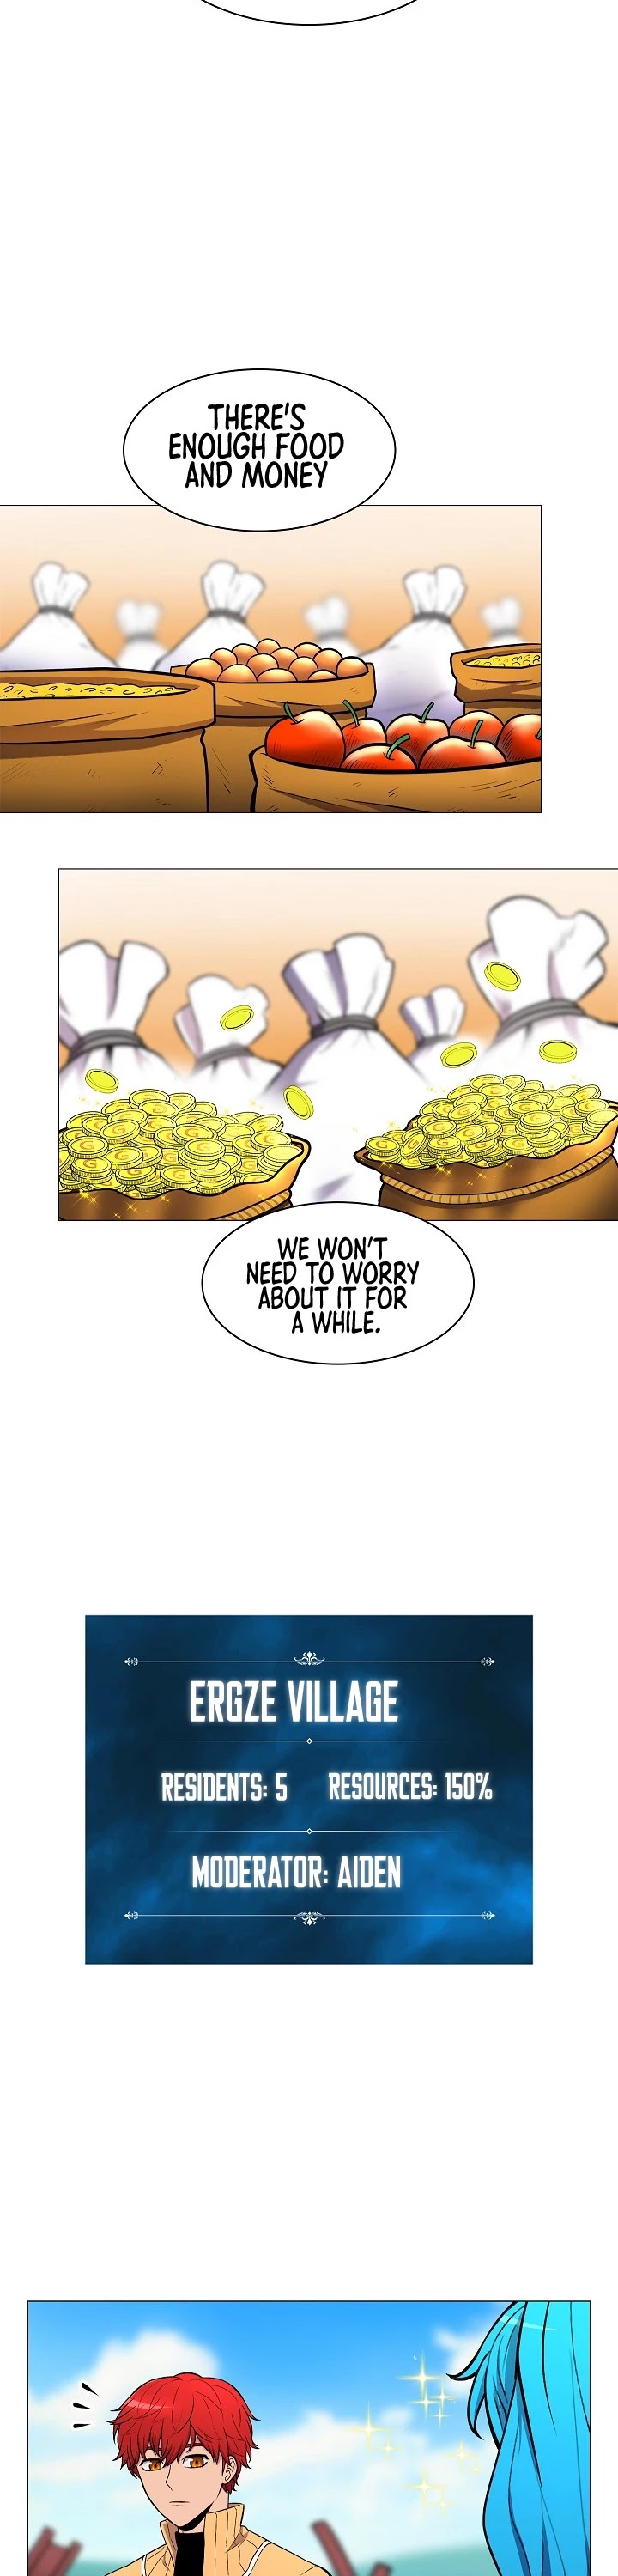 THERE'S
ENOUGH FOOD
AND MONEY
WE WON'T
NEED TO WORRY
ABOUT IT FOR
A WHILE.
ERGZE VILLAGE
RESIDENTS: 5 RESOURCES: 150%
MODERATOR: AIDEN